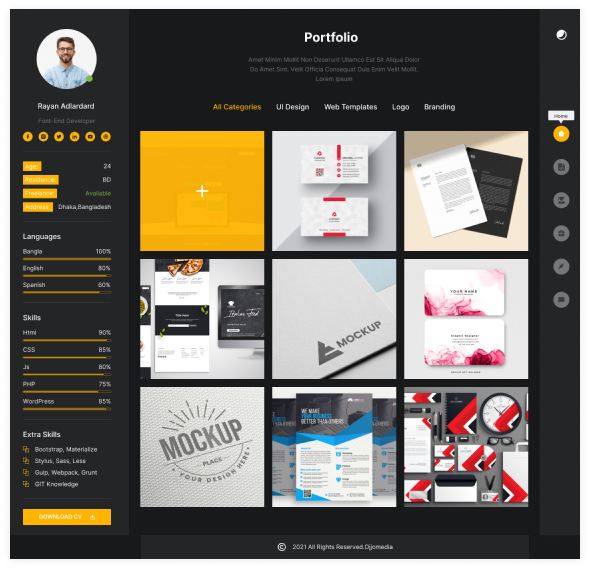 Rayan Adlardard
Font-End Developer
Age:
24
Residence:
BD
Freelance:
Available
Address:
Dhaka,Bangladesh
Languages
Bangla
100%
English
80%
Spanish
60%
Skills
Html
90%
CSS
85%
Js
80%
PHP
75%
WordPress
85%
Extra Skills
Bootstrap, Materialize
Stylus, Sass, Less
Gulp, Webpack, Grunt
GIT Knowledge
DOWNLOAD CV
Portfolio
Amet Minim Mollit Non Deserunt Ullamco Est Sit Aliqua Dolor
Do Amet Sint. Velit Officia Consequat Duis Enim Velit Mollit.
Lorem Ipsum
All Categories
UI Design
Web Templates
Logo
Branding
Italian Food
MOCKUP
YOUR NAME
Graphic Designer
MOCKUP
PLACE
YOUR DESIGN HERE
WE MAKE
YOUR BUSINESS
BETTER THAN OTHERS
Home
© 2021 All Rights Reserved.Ojjomedia